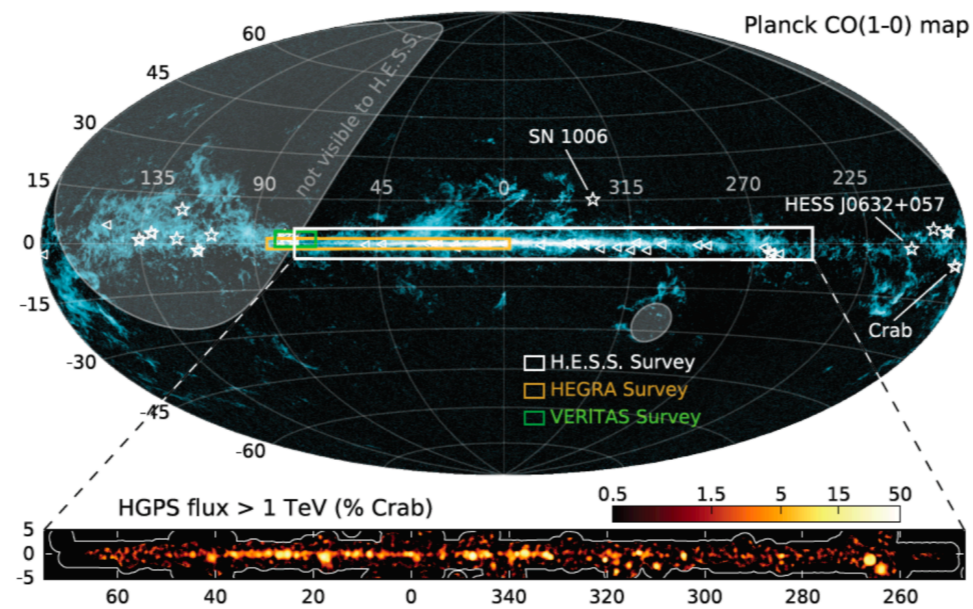 Planck CO(1-0) map
60
45
30
15
0
-15
-30
-45
-60
not visible to H.E.S.S.
135 90 45 0 315 270 225
SN 1006
HESS J0632+057
Crab
H.E.S.S. Survey
HEGRA Survey
VERITAS Survey
HGPS flux > 1 TeV (% Crab)
0.5 1.5 5 15 50
5
0
-5
60 40 20 0 340 320 300 280 260